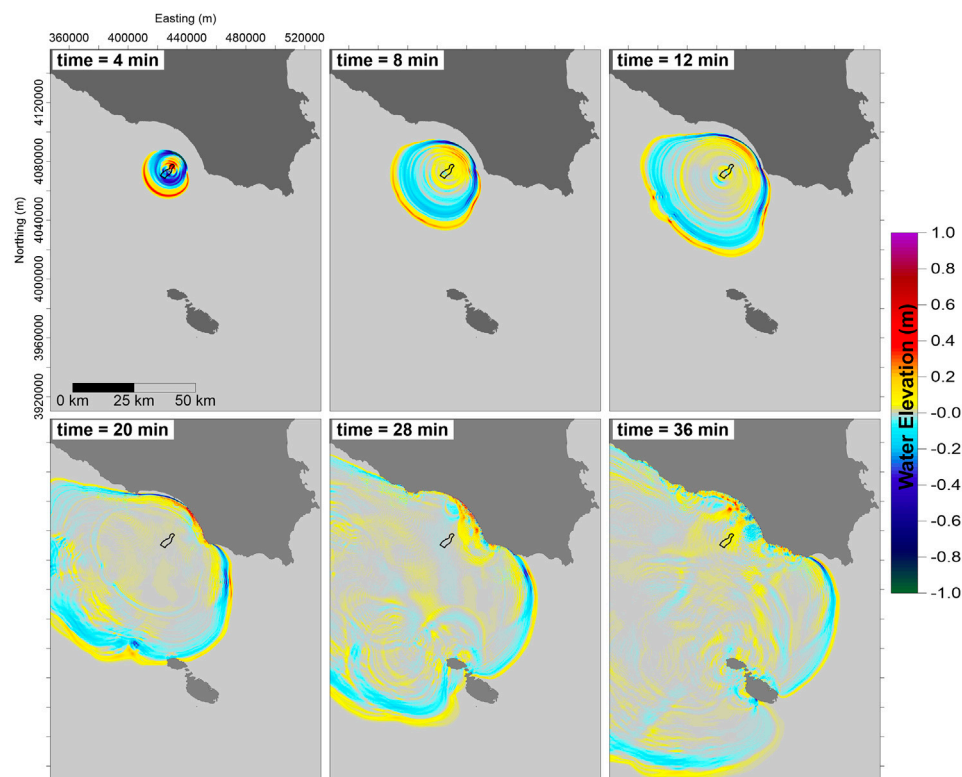 Easting (m)
360000 400000 440000 480000 520000
time = 4 min
time = 8 min
time = 12 min
Northing (m)
4120000
4080000
4040000
4000000
3960000
3920000
0 km 25 km 50 km
time = 20 min
time = 28 min
time = 36 min
Water Elevation (m)
1.0
0.8
0.6
0.4
0.2
-0.0
-0.2
-0.4
-0.6
-0.8
-1.0